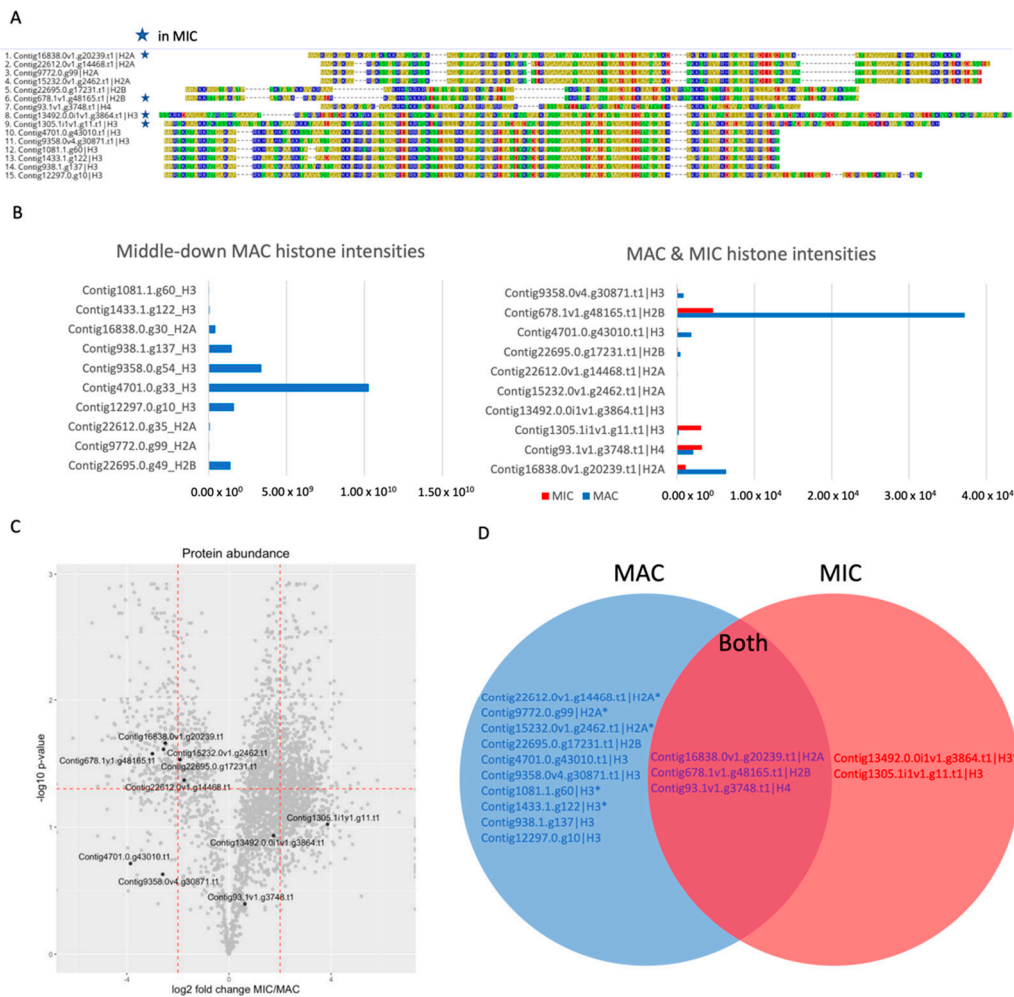 A
in MIC
1. Contig16838.0v1.g20239.t1|H2A
2. Contig22612.0v1.g14468.t1|H2A
3. Contig9772.0.g99|H2A
4. Contig15232.0v1.g2462.t1|H2A
5. Contig22695.0.g17231.t1|H2B
6. Contig678.1v1.g48165.t1|H2B
7. Contig93.1v1.g3748.t1|H4
8. Contig13492.0.0i1v1.g3864.t1|H3
9. Contig1305.1i1v1.g11.t1|H3
10. Contig4701.0.g43010.t1|H3
11. Contig9358.0v4.g30871.t1|H3
12. Contig1081.1.g60|H3
13. Contig1433.1.g122|H3
14. Contig938.1.g137|H3
15. Contig12297.0.g10|H3
B
Middle-down MAC histone intensities
Contig1081.1.g60_H3
Contig1433.1.g122_H3
Contig16838.0.g30_H2A
Contig938.1.g137_H3
Contig9358.0.g54_H3
Contig4701.0.g33_H3
Contig12297.0.g10_H3
Contig22612.0.g35_H2A
Contig9772.0.g99_H2A
Contig22695.0.g49_H2B
0.00 x 10⁰ 5.00 x 10⁹ 1.00 x 10¹⁰ 1.50 x 10¹⁰
MAC & MIC histone intensities
Contig9358.0v4.g30871.t1|H3
Contig678.1v1.g48165.t1|H2B
Contig4701.0.g43010.t1|H3
Contig22695.0.g17231.t1|H2B
Contig22612.0v1.g14468.t1|H2A
Contig15232.0v1.g2462.t1|H2A
Contig13492.0.0i1v1.g3864.t1|H3
Contig1305.1i1v1.g11.t1|H3
Contig93.1v1.g3748.t1|H4
Contig16838.0v1.g20239.t1|H2A
0.00 x 10⁰ 1.00 x 10⁴ 2.00 x 10⁴ 3.00 x 10⁴ 4.00 x 10⁴
MIC MAC
C
Protein abundance
3
2
1
0
-log10 p-value
Contig16838.0v1.g20239.t1
Contig15232.0v1.g2462.t1
Contig678.1v1.g48165.t1
Contig22695.0.g17231.t1
Contig22612.0v1.g14468.t1
Contig1305.1i1v1.g11.t1
Contig13492.0.0i1v1.g3864.t1
Contig4701.0.g43010.t1
Contig9358.0v4.g30871.t1
Contig93.1v1.g3748.t1
-4 0 4
log2 fold change MIC/MAC
D
MAC
MIC
Both
Contig22612.0v1.g14468.t1|H2A*
Contig9772.0.g99|H2A*
Contig15232.0v1.g2462.t1|H2A*
Contig22695.0.g17231.t1|H2B
Contig4701.0.g43010.t1|H3
Contig9358.0v4.g30871.t1|H3
Contig1081.1.g60|H3*
Contig1433.1.g122|H3*
Contig938.1.g137|H3
Contig12297.0.g10|H3
Contig16838.0v1.g20239.t1|H2A
Contig678.1v1.g48165.t1|H2B
Contig93.1v1.g3748.t1|H4
Contig13492.0.0i1v1.g3864.t1|H3*
Contig1305.1i1v1.g11.t1|H3